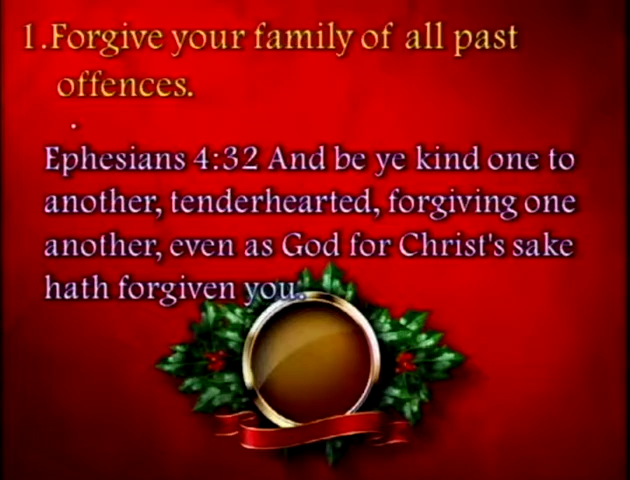 1.Forgive your family of all past
offences.
.
Ephesians 4:32 And be ye kind one to
another, tenderhearted, forgiving one
another, even as God for Christ's sake
hath forgiven you.